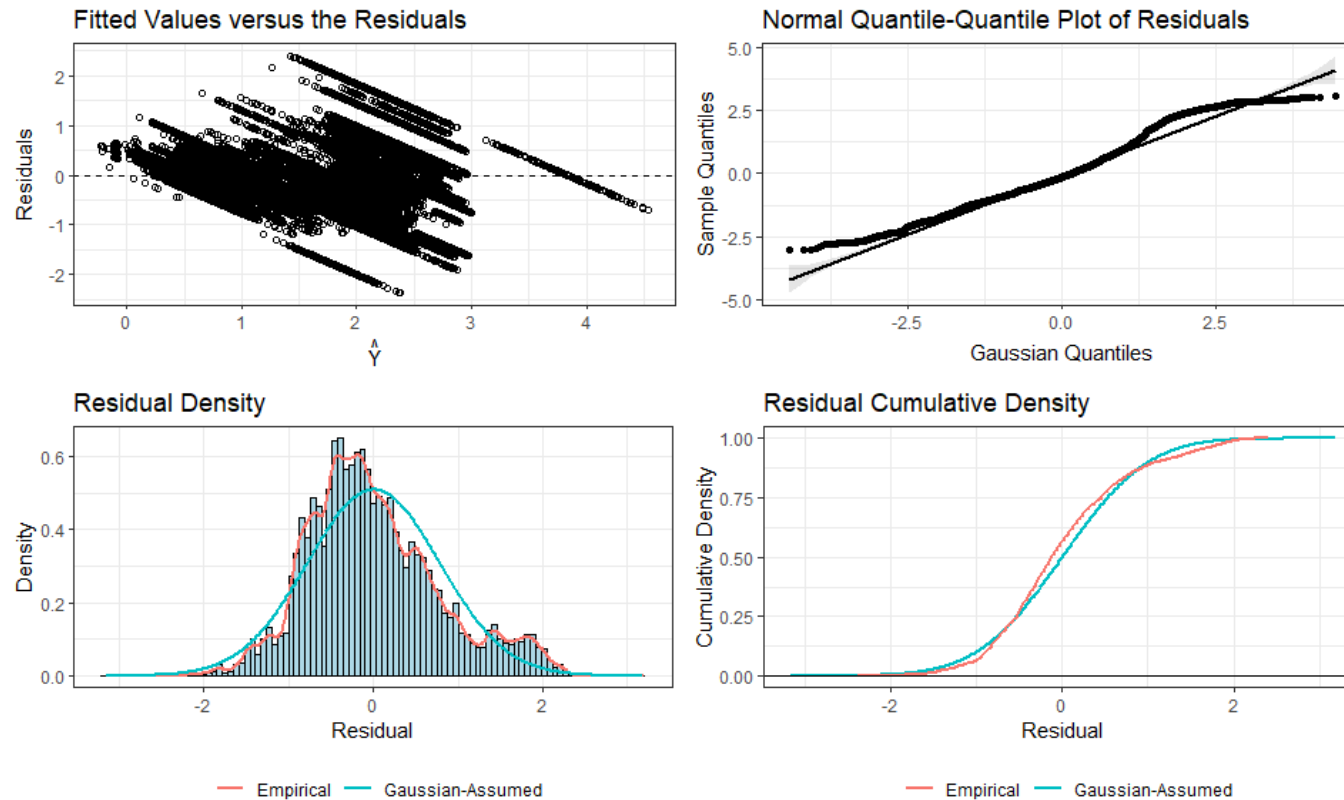 Fitted Values versus the Residuals
2
1
0
-1
-2
Residuals
0 1 2 3 4
Ŷ
Normal Quantile-Quantile Plot of Residuals
5.0
2.5
0.0
-2.5
-5.0
Sample Quantiles
-2.5 0.0 2.5
Gaussian Quantiles
Residual Density
0.6
0.4
0.2
0.0
Density
-2 0 2
Residual
Empirical Gaussian-Assumed
Residual Cumulative Density
1.00
0.75
0.50
0.25
0.00
Cumulative Density
-2 0 2
Residual
Empirical Gaussian-Assumed